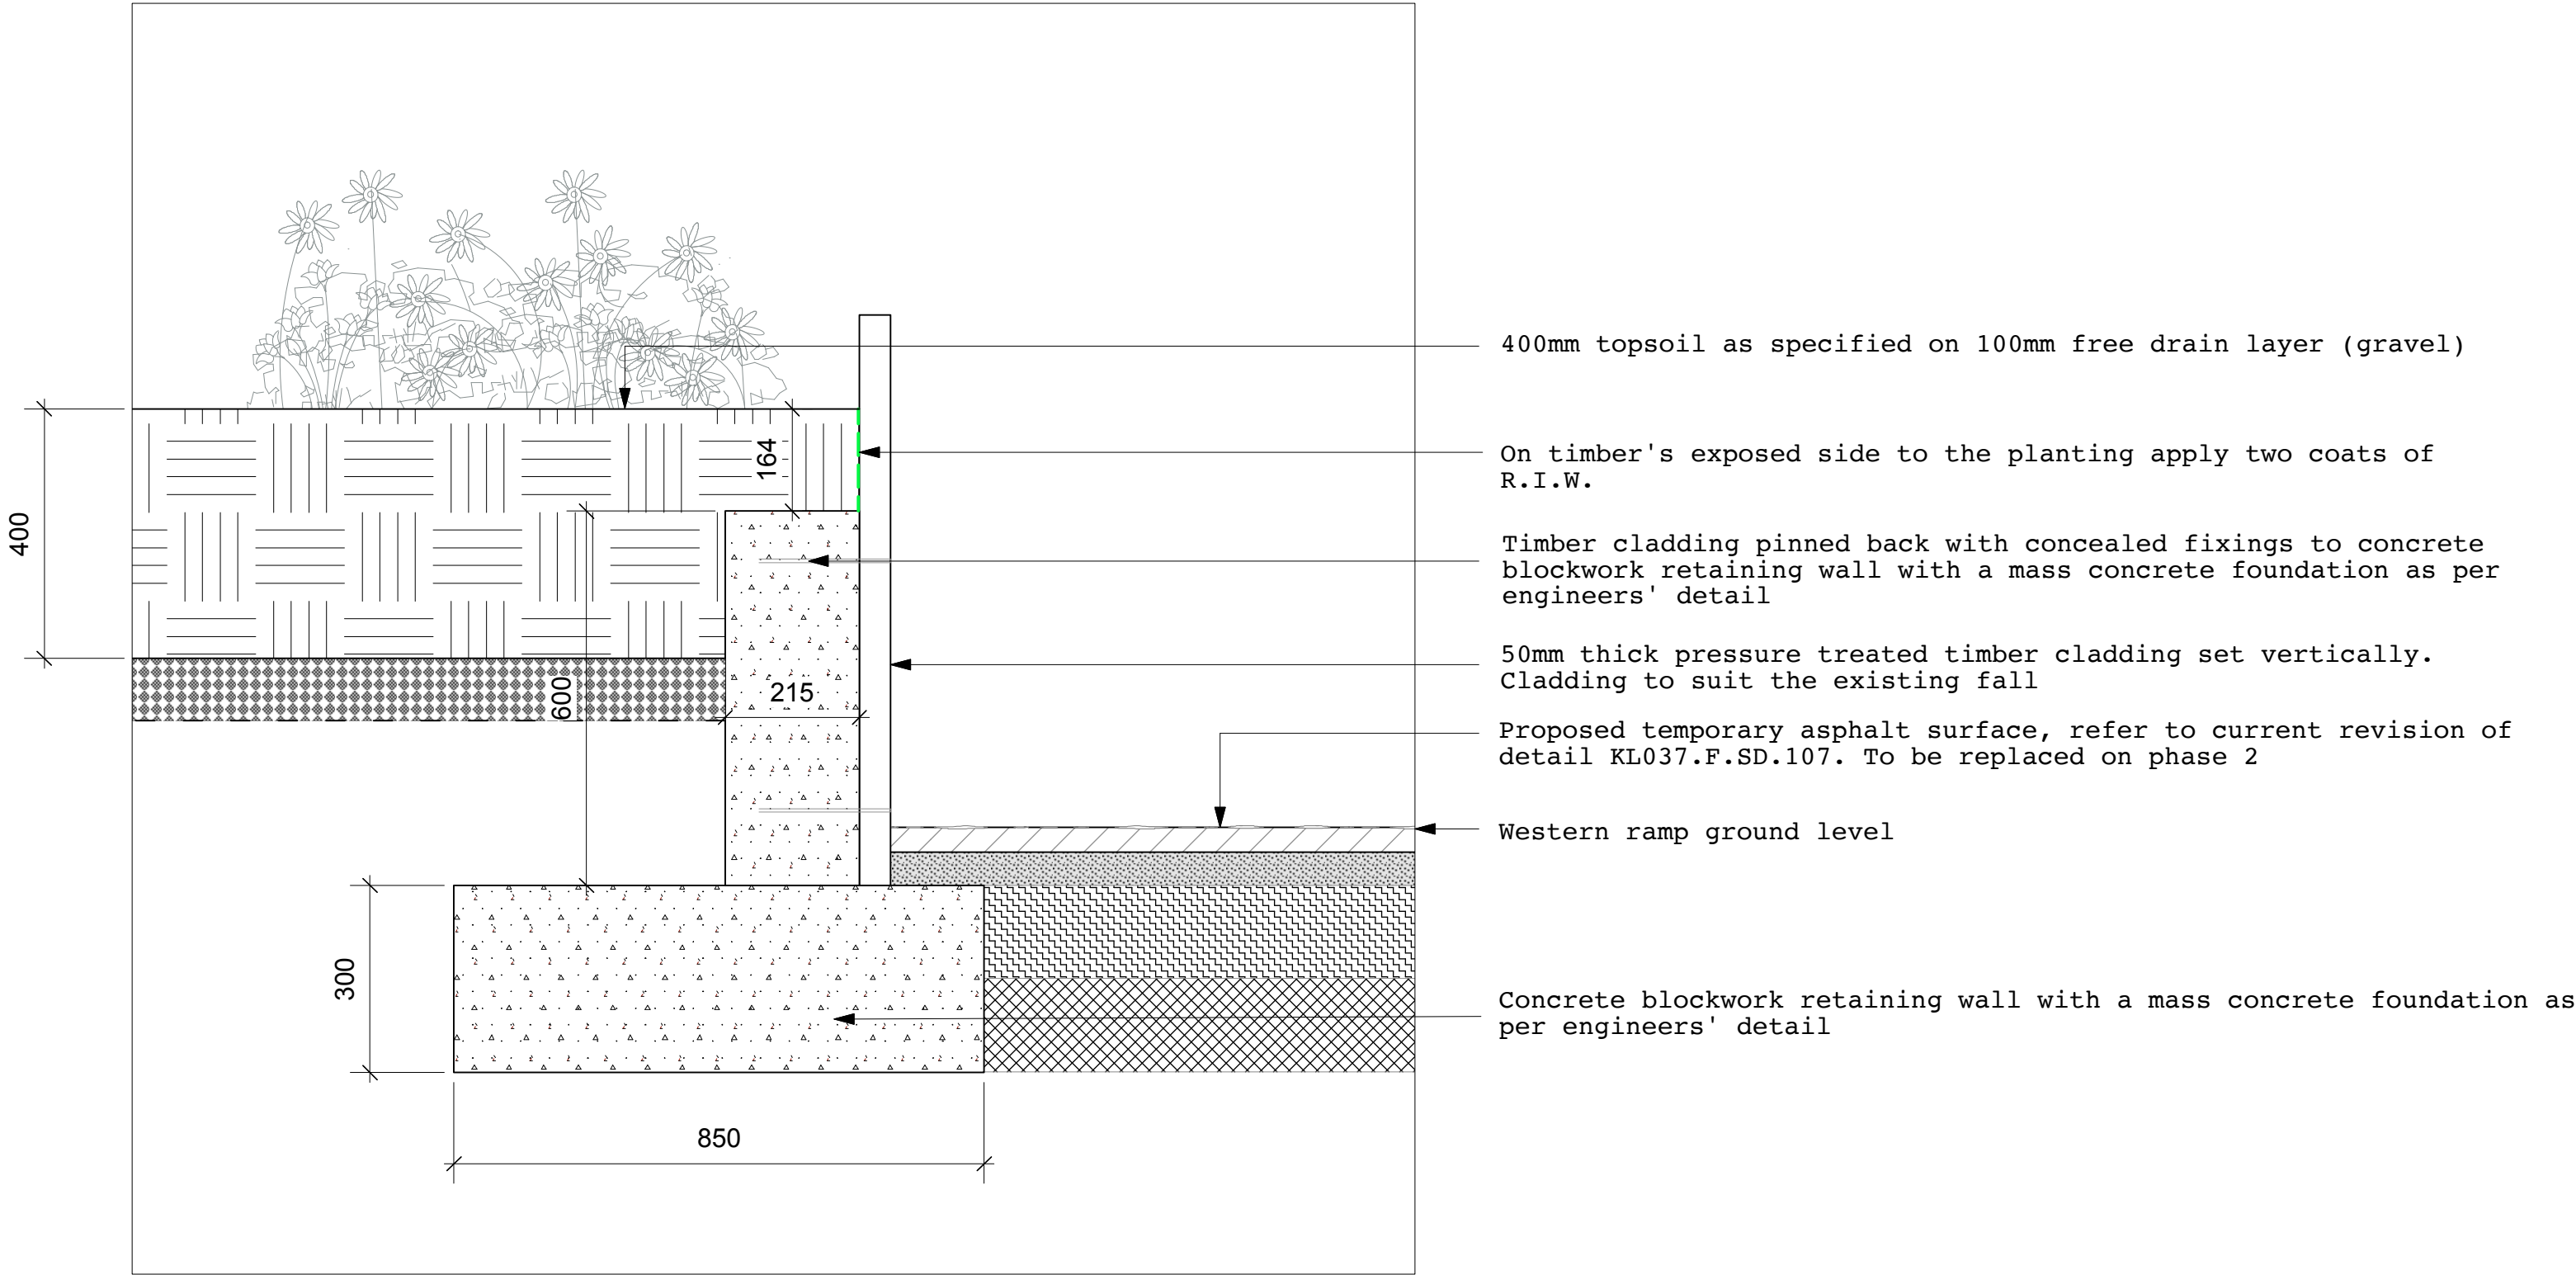 400mm topsoil as specified on 100mm free drain layer (gravel)
164
On timber's exposed side to the planting apply two coats of
R.I.W.
400
Timber cladding pinned back with concealed fixings to concrete
blockwork retaining wall with a mass concrete foundation as per
engineers' detail
600
215
50mm thick pressure treated timber cladding set vertically.
Cladding to suit the existing fall
Proposed temporary asphalt surface, refer to current revision of
detail KL037.F.SD.107. To be replaced on phase 2
Western ramp ground level
300
Concrete blockwork retaining wall with a mass concrete foundation as
per engineers' detail
850